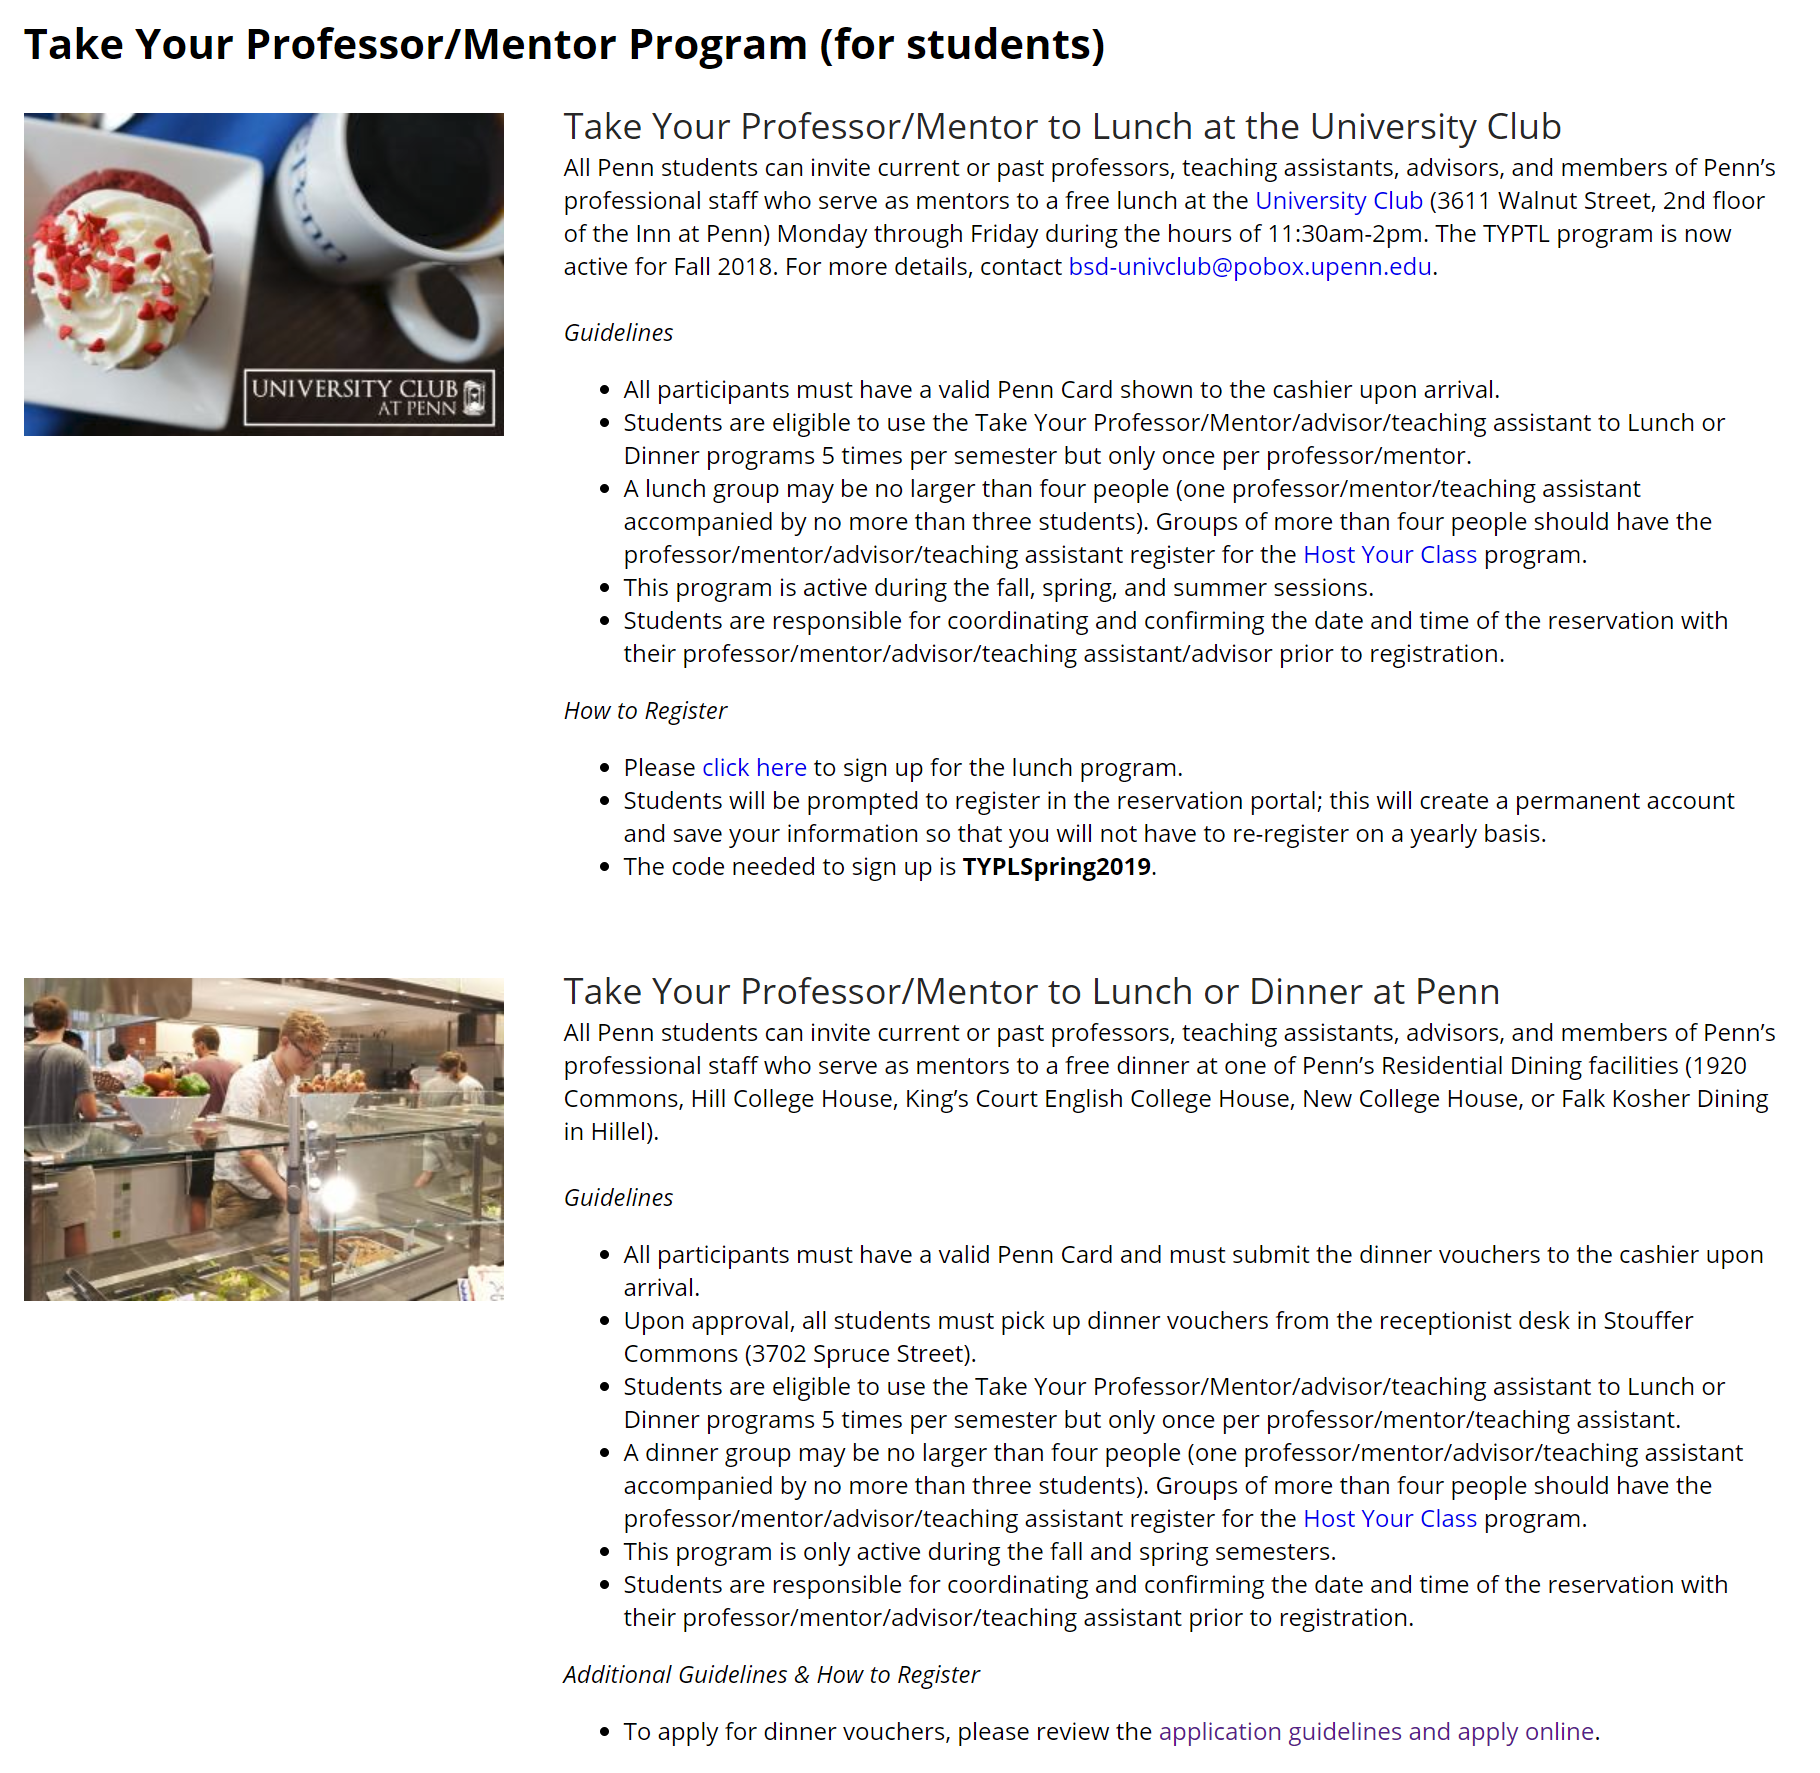 Take Your Professor/Mentor Program (for students)
Penn
UNIVERSITY CLUB
AT PENN
Take Your Professor/Mentor to Lunch at the University Club
All Penn students can invite current or past professors, teaching assistants, advisors, and members of Penn’s
professional staff who serve as mentors to a free lunch at the University Club (3611 Walnut Street, 2nd floor
of the Inn at Penn) Monday through Friday during the hours of 11:30am-2pm. The TYPTL program is now
active for Fall 2018. For more details, contact bsd-univclub@pobox.upenn.edu.
Guidelines
• All participants must have a valid Penn Card shown to the cashier upon arrival.
• Students are eligible to use the Take Your Professor/Mentor/advisor/teaching assistant to Lunch or
Dinner programs 5 times per semester but only once per professor/mentor.
• A lunch group may be no larger than four people (one professor/mentor/teaching assistant
accompanied by no more than three students). Groups of more than four people should have the
professor/mentor/advisor/teaching assistant register for the Host Your Class program.
• This program is active during the fall, spring, and summer sessions.
• Students are responsible for coordinating and confirming the date and time of the reservation with
their professor/mentor/advisor/teaching assistant/advisor prior to registration.
How to Register
• Please click here to sign up for the lunch program.
• Students will be prompted to register in the reservation portal; this will create a permanent account
and save your information so that you will not have to re-register on a yearly basis.
• The code needed to sign up is TYPLSpring2019.
Take Your Professor/Mentor to Lunch or Dinner at Penn
All Penn students can invite current or past professors, teaching assistants, advisors, and members of Penn’s
professional staff who serve as mentors to a free dinner at one of Penn’s Residential Dining facilities (1920
Commons, Hill College House, King’s Court English College House, New College House, or Falk Kosher Dining
in Hillel).
Guidelines
• All participants must have a valid Penn Card and must submit the dinner vouchers to the cashier upon
arrival.
• Upon approval, all students must pick up dinner vouchers from the receptionist desk in Stouffer
Commons (3702 Spruce Street).
• Students are eligible to use the Take Your Professor/Mentor/advisor/teaching assistant to Lunch or
Dinner programs 5 times per semester but only once per professor/mentor/teaching assistant.
• A dinner group may be no larger than four people (one professor/mentor/advisor/teaching assistant
accompanied by no more than three students). Groups of more than four people should have the
professor/mentor/advisor/teaching assistant register for the Host Your Class program.
• This program is only active during the fall and spring semesters.
• Students are responsible for coordinating and confirming the date and time of the reservation with
their professor/mentor/advisor/teaching assistant prior to registration.
Additional Guidelines & How to Register
• To apply for dinner vouchers, please review the application guidelines and apply online.